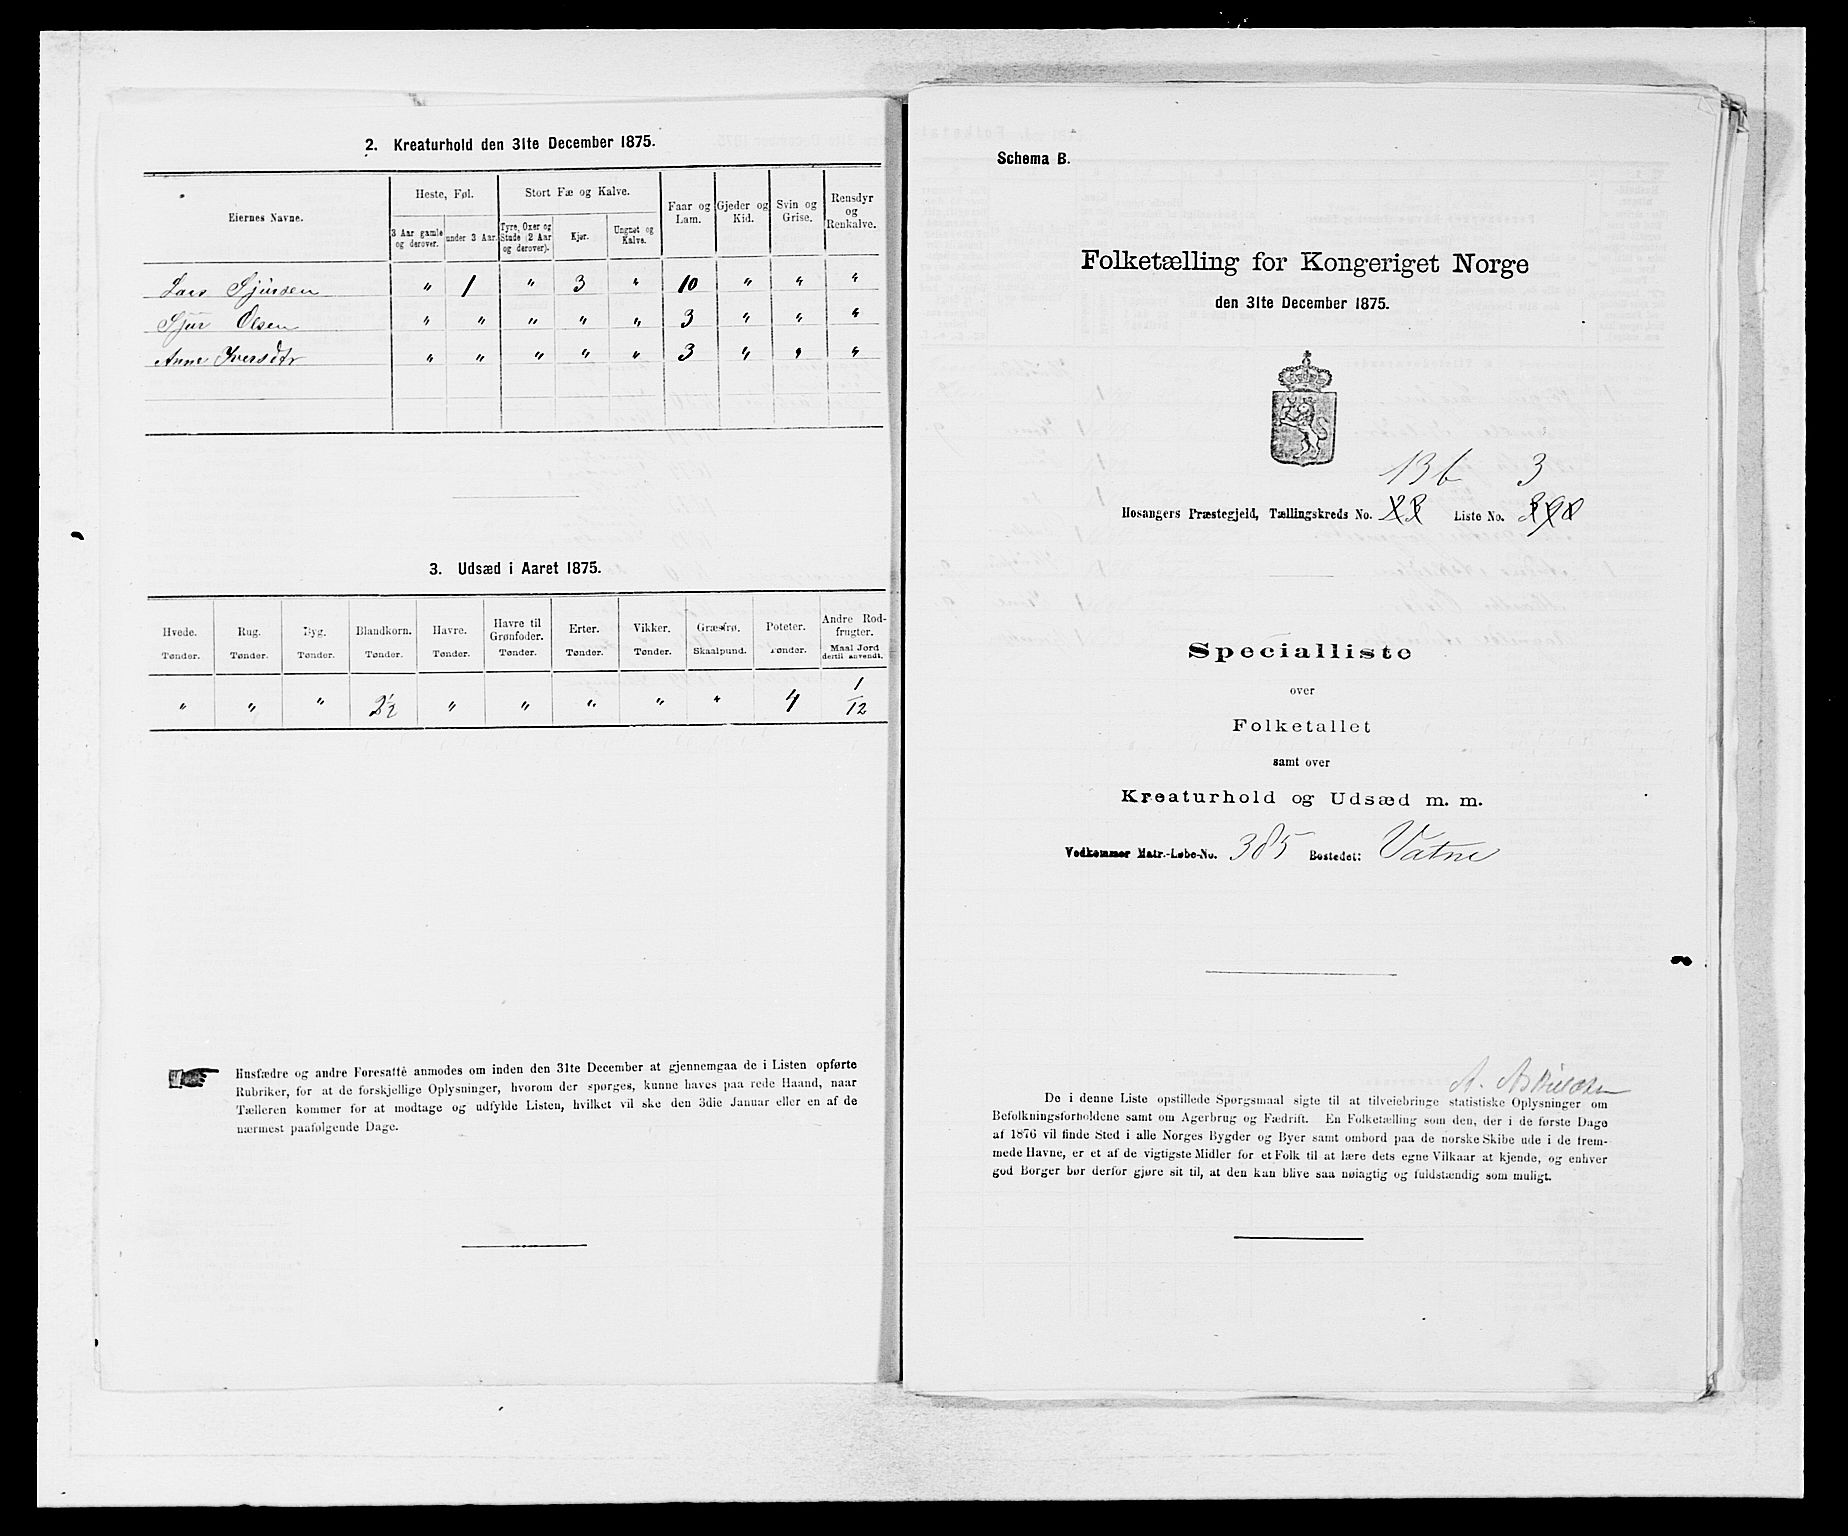 2. Kreaturhold den 31te December 1875.
Eiernes Navne.
Heste, Føl.
Stort Fæ og Kalve.
Faar og Lam.
Gjeder og Kid.
Svin og Grise.
Rensdyr og Renkalve.
3 Aar gamle og derover.
under 3 Aar.
Tyre, Oxer og Stude (2 Aar og derover).
Kjør.
Ungnøt og Kalve.
Lars Sjursen " 1 " 3 " 10 " " "
Sjur Olsen " " " " " 3 " " "
Anne Iversdtr " " " " " 3 " " "
3. Udsæd i Aaret 1875.
Hvede. Rug. Byg. Blandkorn. Havre. Havre til Grønfoder. Erter. Vikker. Græsfrø. Poteter. Andre Rodfrugter.
Tønder. Tønder. Tønder. Tønder. Tønder. Tønder. Tønder. Tønder. Skaalpund. Tønder. Maal Jord dertil anvendt.
" " " 2½ " " " " " 4 1/12
Husfædre og andre Foresatte anmodes om inden den 31te December at gjennemgaa de i Listen opførte
Rubriker, for at de forskjellige Oplysninger, hvorom der spørges, kunne haves paa rede Haand, naar
Tælleren kommer for at modtage og udfylde Listen, hvilket vil ske den 3die Januar eller en af de
nærmest paafølgende Dage.
Schema B.
Folketælling for Kongeriget Norge
den 31te December 1875.
13 b 3
Hosangers Præstegjeld, Tællingskreds No. Liste No.
Specialliste
over
Folketallet
samt over
Kreaturhold og Udsæd m. m.
Vedkommer Matr.-Løbe-No. 385 Bostedet: Vatne
A. Askildsen
De i denne Liste opstillede Spørgsmaal sigte til at tilveiebringe statistiske Oplysninger om
Befolkningsforholdene samt om Agerbrug og Fædrift. En Folketælling som den, der i de første Dage
af 1876 vil finde Sted i alle Norges Bygder og Byer samt ombord paa de norske Skibe ude i de frem-
mede Havne, er et af de vigtigste Midler for et Folk til at lære dets egne Vilkaar at kjende, og enhver
god Borger bør derfor gjøre sit til, at den kan blive saa nøiagtig og fuldstændig som muligt.